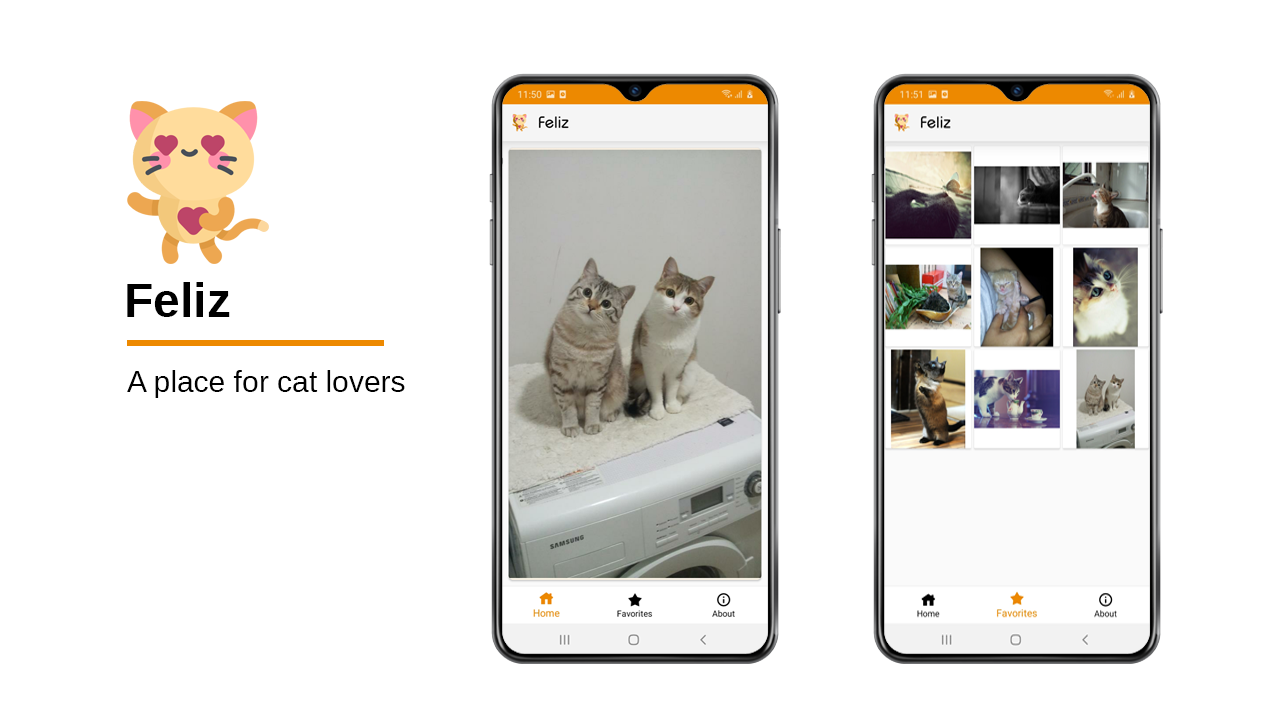 Feliz
A place for cat lovers
11:50
Feliz
SAMSUNG
Home
Favorites
About
11:51
Feliz
Home
Favorites
About